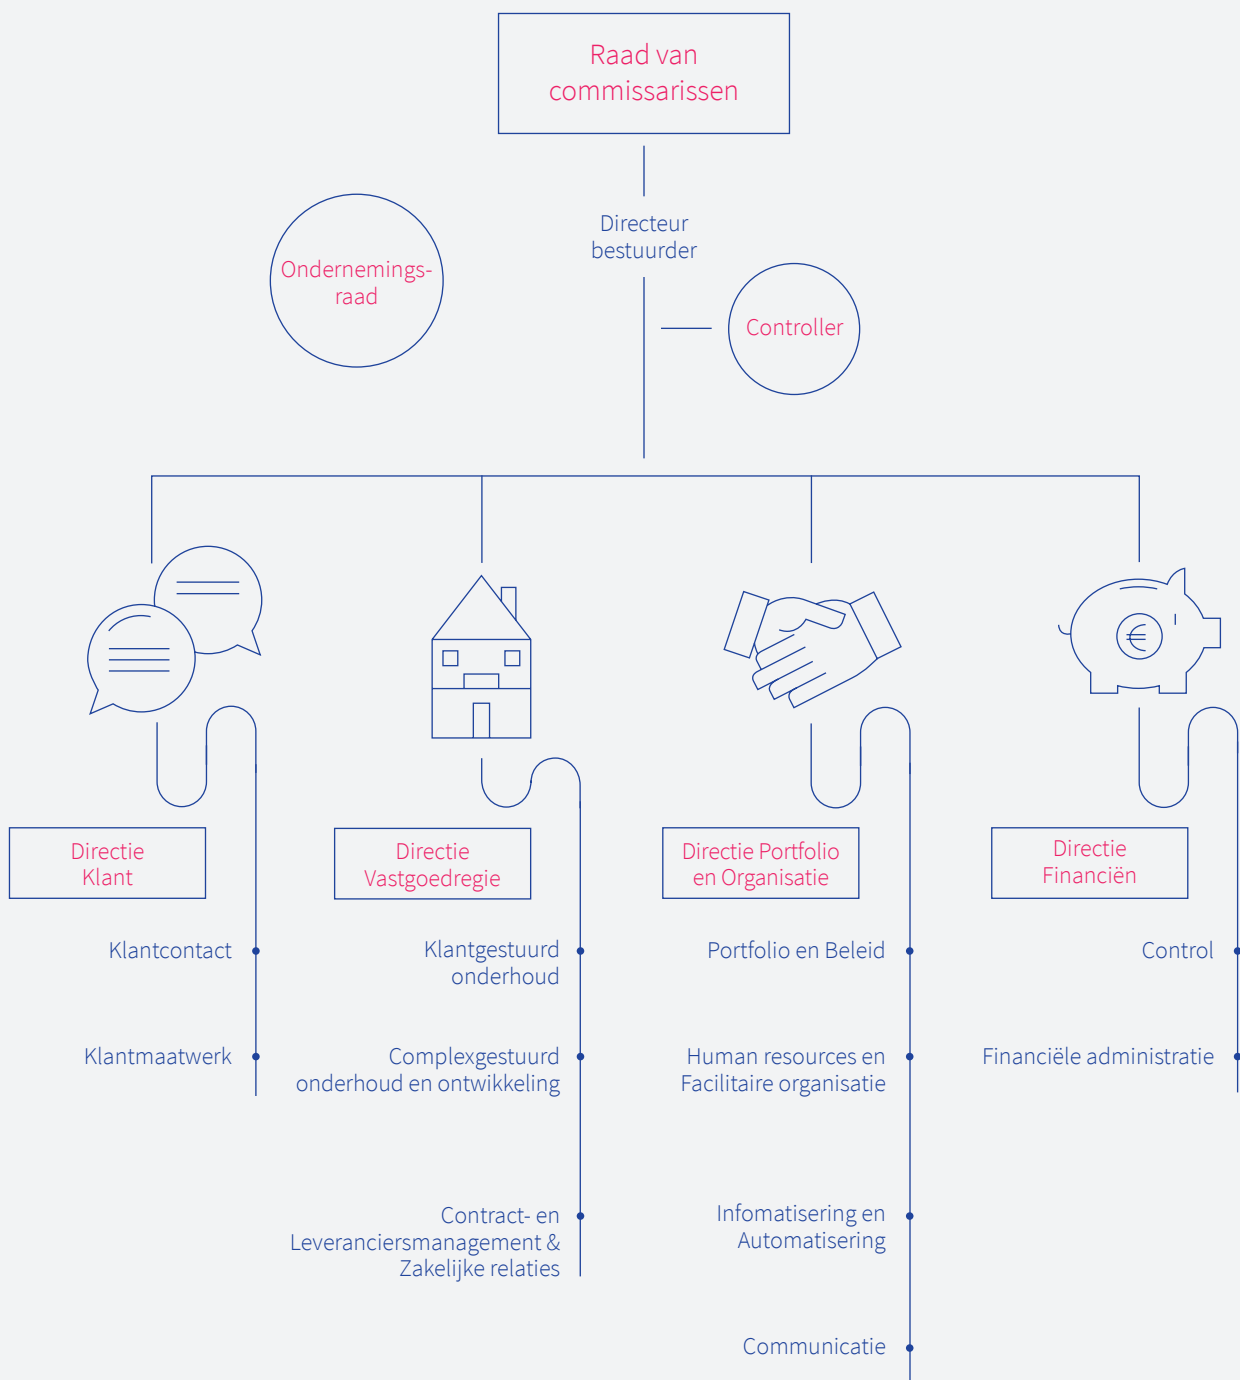 Raad van
commissarissen
Directeur
bestuurder
Ondernemings-
raad
Controller
€
Directie
Klant
Klantcontact
Klantmaatwerk
Directie
Vastgoedregie
Klantgestuurd
onderhoud
Complexgestuurd
onderhoud en ontwikkeling
Contract- en
Leveranciersmanagement &
Zakelijke relaties
Directie Portfolio
en Organisatie
Portfolio en Beleid
Human resources en
Facilitaire organisatie
Infomatisering en
Automatisering
Communicatie
Directie
Financiën
Control
Financiële administratie